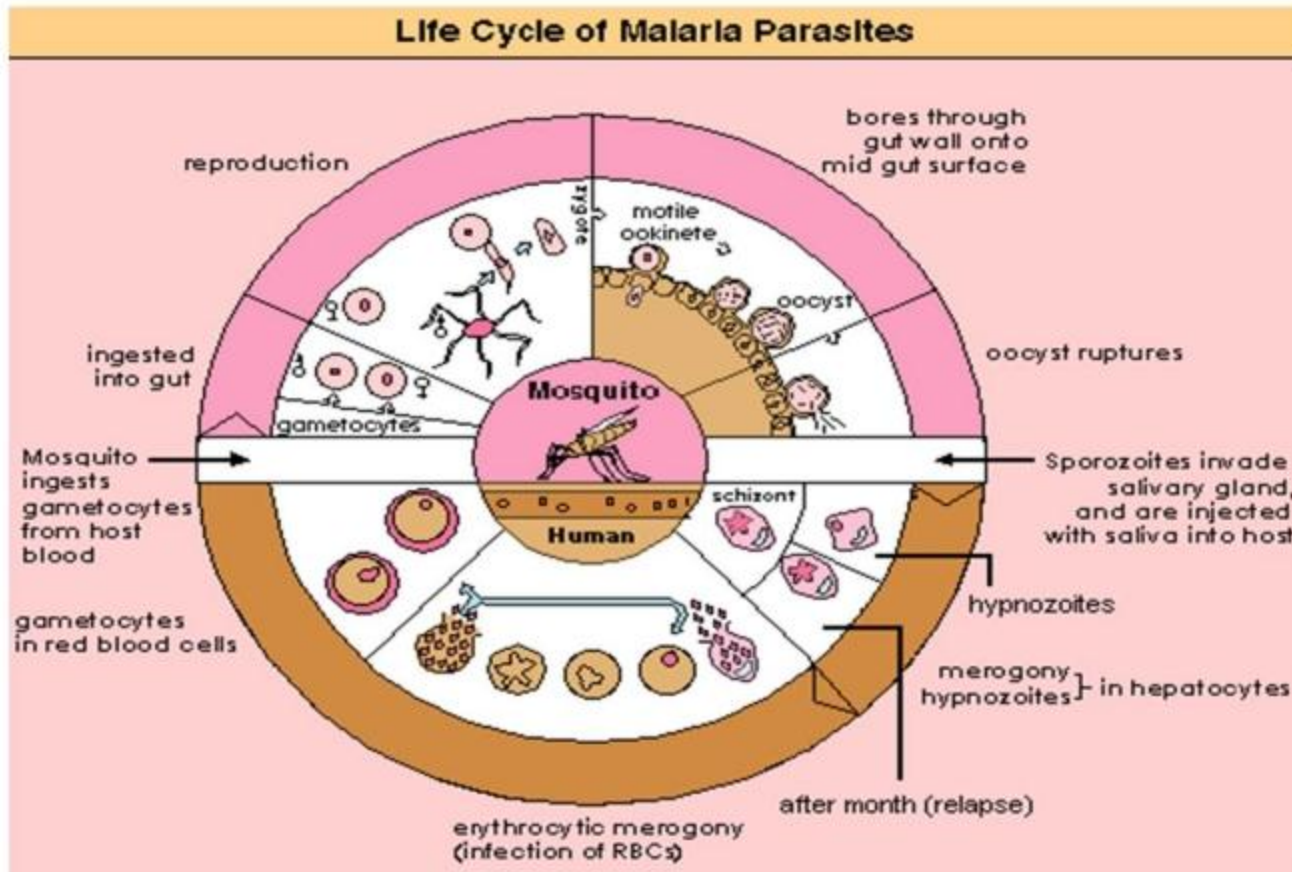 Life Cycle of Malaria Parasites
reproduction
bores through
gut wall onto
mid gut surface
zygote
motile
ookinete
oocyst
ingested
into gut
oocyst ruptures
gametocytes
Mosquito
Mosquito
ingests
gametocytes
from host
blood
Sporozoites invade
salivary gland,
and are injected
with saliva into host
schizont
Human
hypnozoites
gametocytes
in red blood cells
merogony
hypnozoites } in hepatocytes
after month (relapse)
erythrocytic merogony
(infection of RBCs)